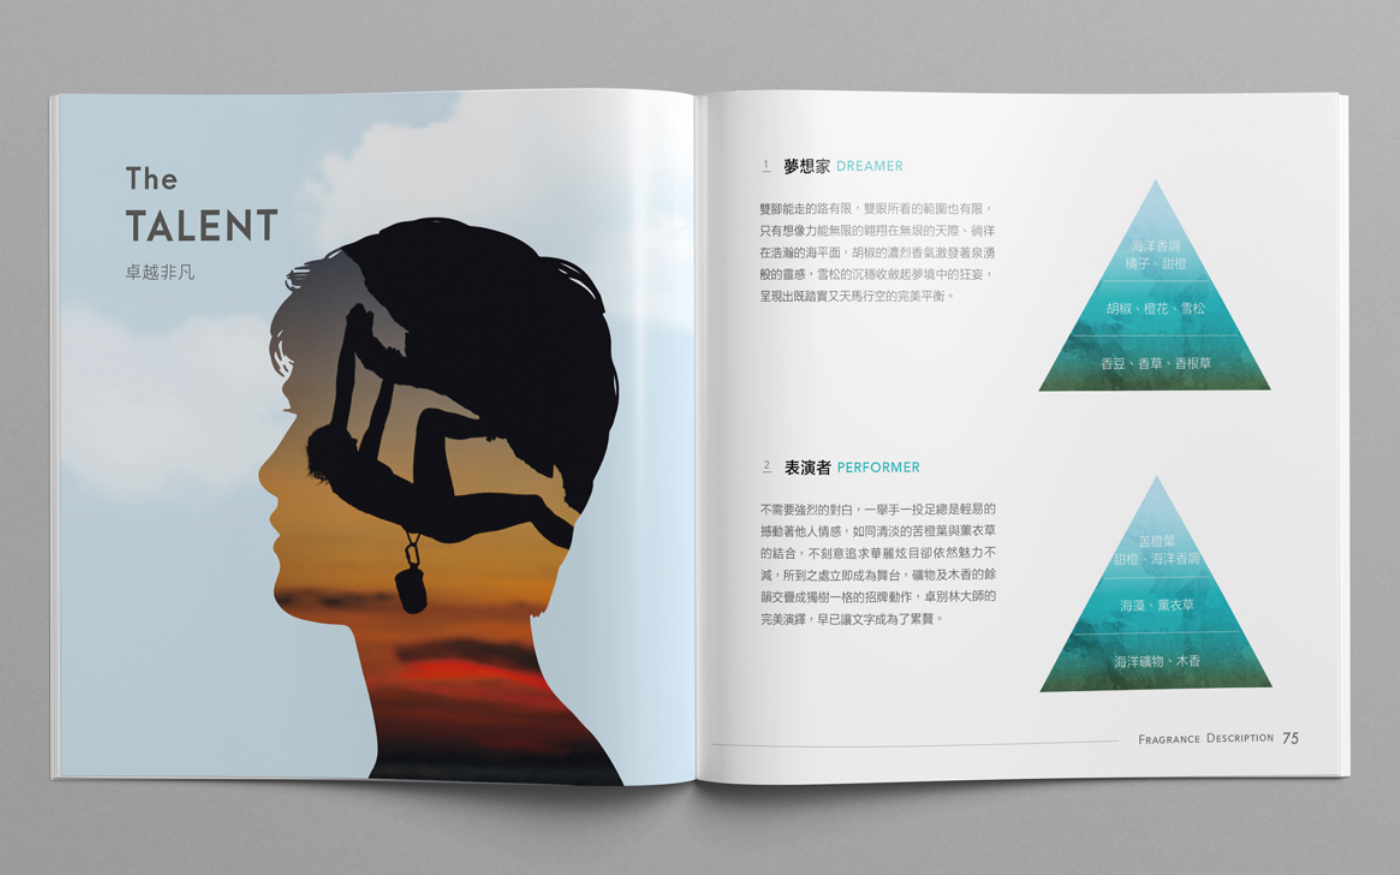 The
TALENT
卓越非凡
1 夢想家 DREAMER
雙腳能走的路有限，雙眼所看的範圍也有限，
只有想像力能無限的翱翔在無垠的天際、徜徉
在浩瀚的海平面，胡椒的濃烈香氣激發著泉湧
般的靈感，雪松的沉穩收斂起夢境中的狂妄，
呈現出既踏實又天馬行空的完美平衡。
海洋香調
橘子、甜橙
胡椒、橙花、雪松
香豆、香草、香根草
2 表演者 PERFORMER
不需要強烈的對白，一舉手一投足總是輕易的
撼動著他人情感，如同清淡的苦橙葉與薰衣草
的結合，不刻意追求華麗炫目卻依然魅力不
減，所到之處立即成為舞台，礦物及木香的餘
韻交疊成獨樹一格的招牌動作，卓別林大師的
完美演繹，早已讓文字成為了累贅。
苦橙葉
甜橙、海洋香調
海藻、薰衣草
海洋礦物、木香
FRAGRANCE DESCRIPTION 75